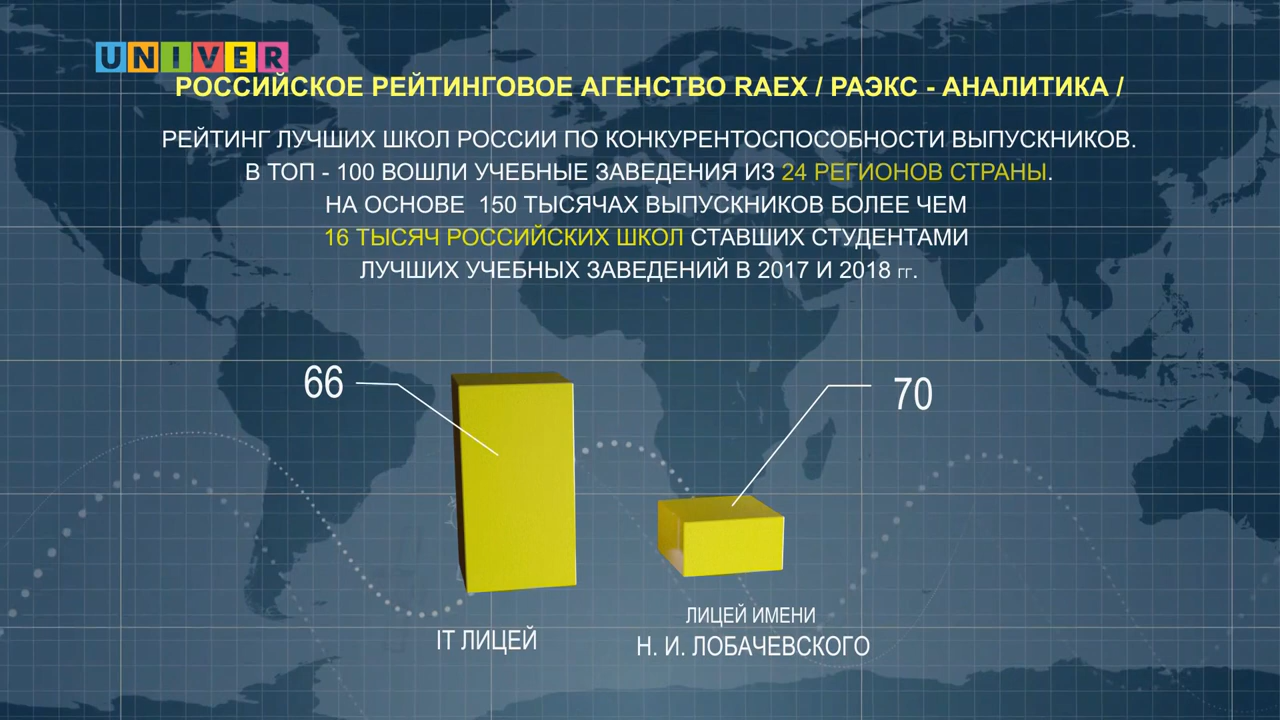 UNIVER
РОССИЙСКОЕ РЕЙТИНГОВОЕ АГЕНСТВО RAEX / РАЭКС - АНАЛИТИКА /
РЕЙТИНГ ЛУЧШИХ ШКОЛ РОССИИ ПО КОНКУРЕНТОСПОСОБНОСТИ ВЫПУСКНИКОВ.
В ТОП - 100 ВОШЛИ УЧЕБНЫЕ ЗАВЕДЕНИЯ ИЗ 24 РЕГИОНОВ СТРАНЫ.
НА ОСНОВЕ 150 ТЫСЯЧАХ ВЫПУСКНИКОВ БОЛЕЕ ЧЕМ
16 ТЫСЯЧ РОССИЙСКИХ ШКОЛ СТАВШИХ СТУДЕНТАМИ
ЛУЧШИХ УЧЕБНЫХ ЗАВЕДЕНИЙ В 2017 И 2018 гг.
66
70
IT ЛИЦЕЙ
ЛИЦЕЙ ИМЕНИ
Н. И. ЛОБАЧЕВСКОГО